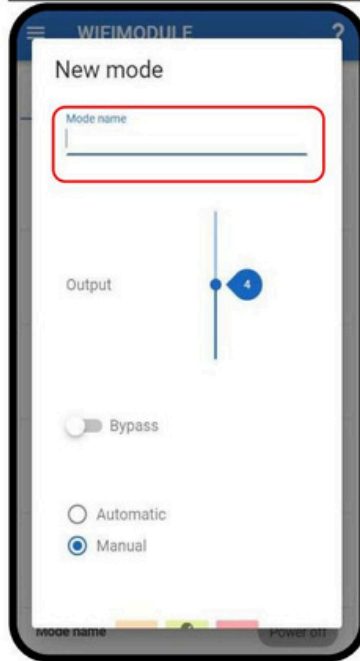 WIFIMODULE ?
New mode
Mode name
Output
4
Bypass
Automatic
Manual
Mode name Power off